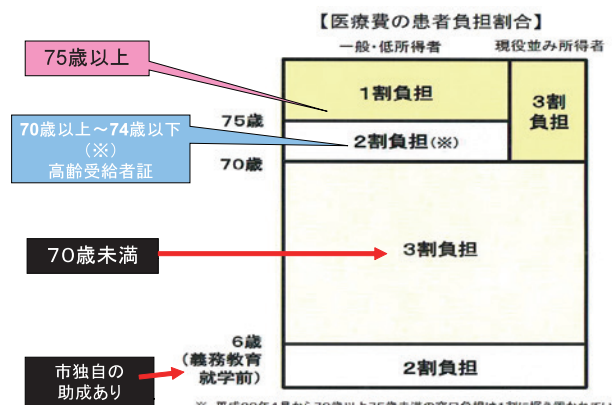 【医療費の患者負担割合】
一般・低所得者
現役並み所得者
75歳以上
1割負担
3割
負担
75歳
70歳以上～74歳以下
（※）
高齢受給者証
2割負担(※)
70歳
70歳未満
3割負担
6歳
(義務教育
就学前)
市独自の
助成あり
2割負担